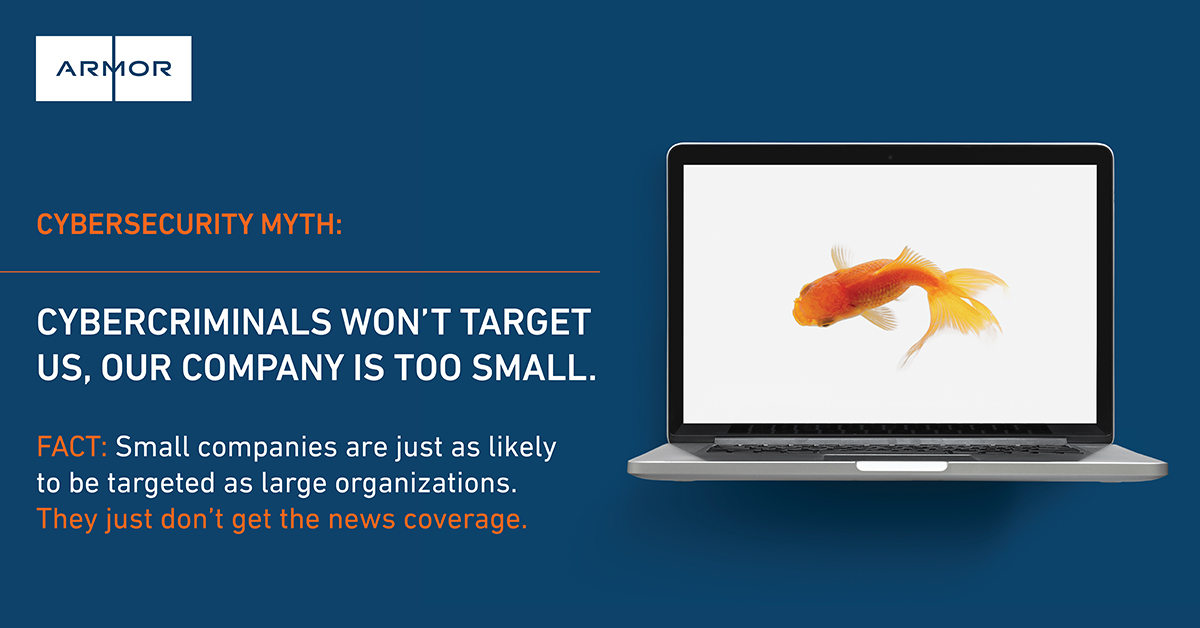 ARMOR
CYBERSECURITY MYTH:
CYBERCRIMINALS WON’T TARGET
US, OUR COMPANY IS TOO SMALL.
FACT: Small companies are just as likely
to be targeted as large organizations.
They just don’t get the news coverage.